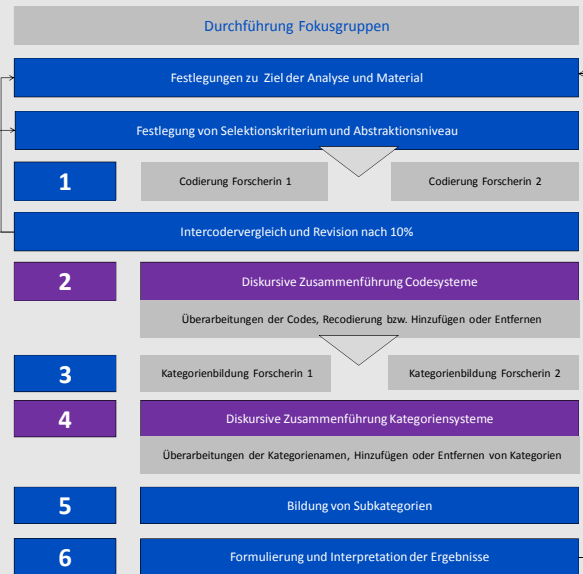 Durchführung Fokusgruppen
Festlegungen zu Ziel der Analyse und Material
Festlegung von Selektionskriterium und Abstraktionsniveau
1 Codierung Forscherin 1 Codierung Forscherin 2
Intercodervergleich und Revision nach 10%
2 Diskursive Zusammenführung Codesysteme
Überarbeitungen der Codes, Recodierung bzw. Hinzufügen oder Entfernen
3 Kategorienbildung Forscherin 1 Kategorienbildung Forscherin 2
4 Diskursive Zusammenführung Kategoriensysteme
Überarbeitungen der Kategorienamen, Hinzufügen oder Entfernen von Kategorien
5 Bildung von Subkategorien
6 Formulierung und Interpretation der Ergebnisse